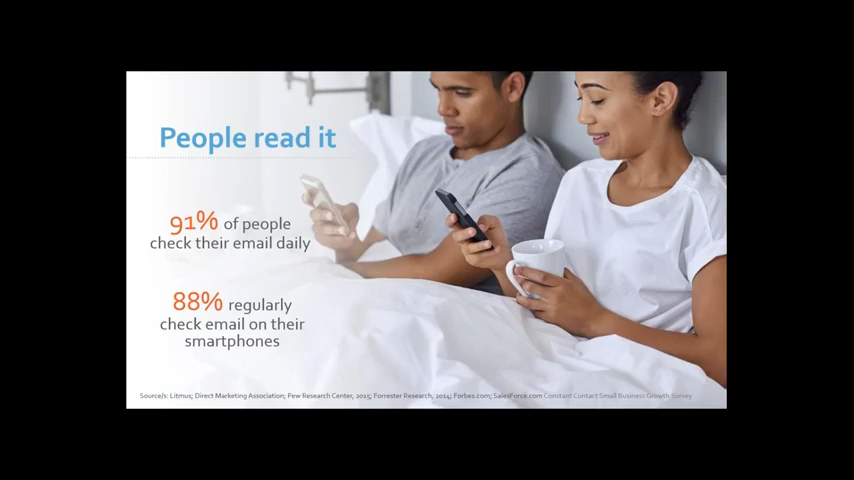 People read it
91% of people
check their email daily
88% regularly
check email on their
smartphones
Source/s: Litmus; Direct Marketing Association; Pew Research Center, 2015; Forrester Research, 2014; Forbes.com; SalesForce.com Constant Contact Small Business Growth Survey